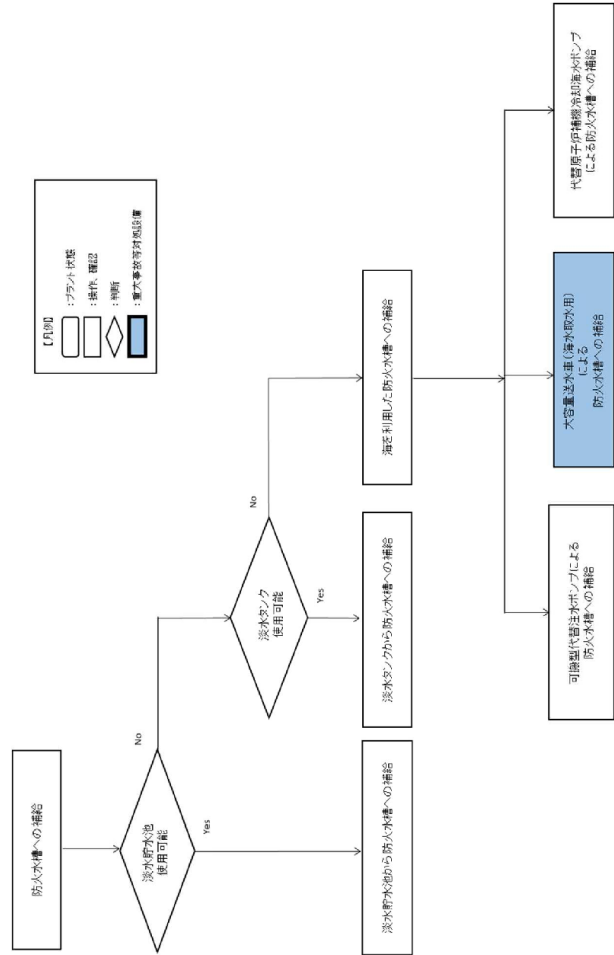 【凡例】
：プラント状態
：操作、確認
：判断
：重大事故等対処設備
防火水槽への補給
淡水貯水池
使用可能
No
Yes
淡水貯水池から防火水槽への補給
淡水タンク
使用可能
No
Yes
淡水タンクから防火水槽への補給
海を利用した防火水槽への補給
可搬型代替注水ポンプによる
防火水槽への補給
大容量送水車（海水取水用）
による
防火水槽への補給
代替原子炉補機冷却海水ポンプ
による防火水槽への補給